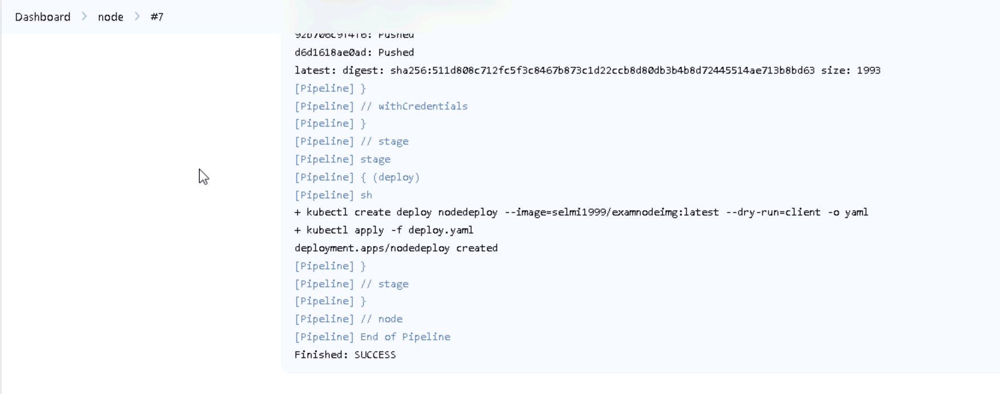 Dashboard > node > #7
: Pushed
d6d1618ae0ad: Pushed
latest: digest: sha256:511d808c712fc5f3c8467b873c1d22ccb8d80db3b4b8d72445514ae713b8bd63 size: 1993
[Pipeline] }
[Pipeline] // withCredentials
[Pipeline] }
[Pipeline] // stage
[Pipeline] stage
[Pipeline] { (deploy)
[Pipeline] sh
+ kubectl create deploy nodedeploy --image=selmi1999/examnodeimg:latest --dry-run=client -o yaml
+ kubectl apply -f deploy.yaml
deployment.apps/nodedeploy created
[Pipeline] }
[Pipeline] // stage
[Pipeline] }
[Pipeline] // node
[Pipeline] End of Pipeline
Finished: SUCCESS